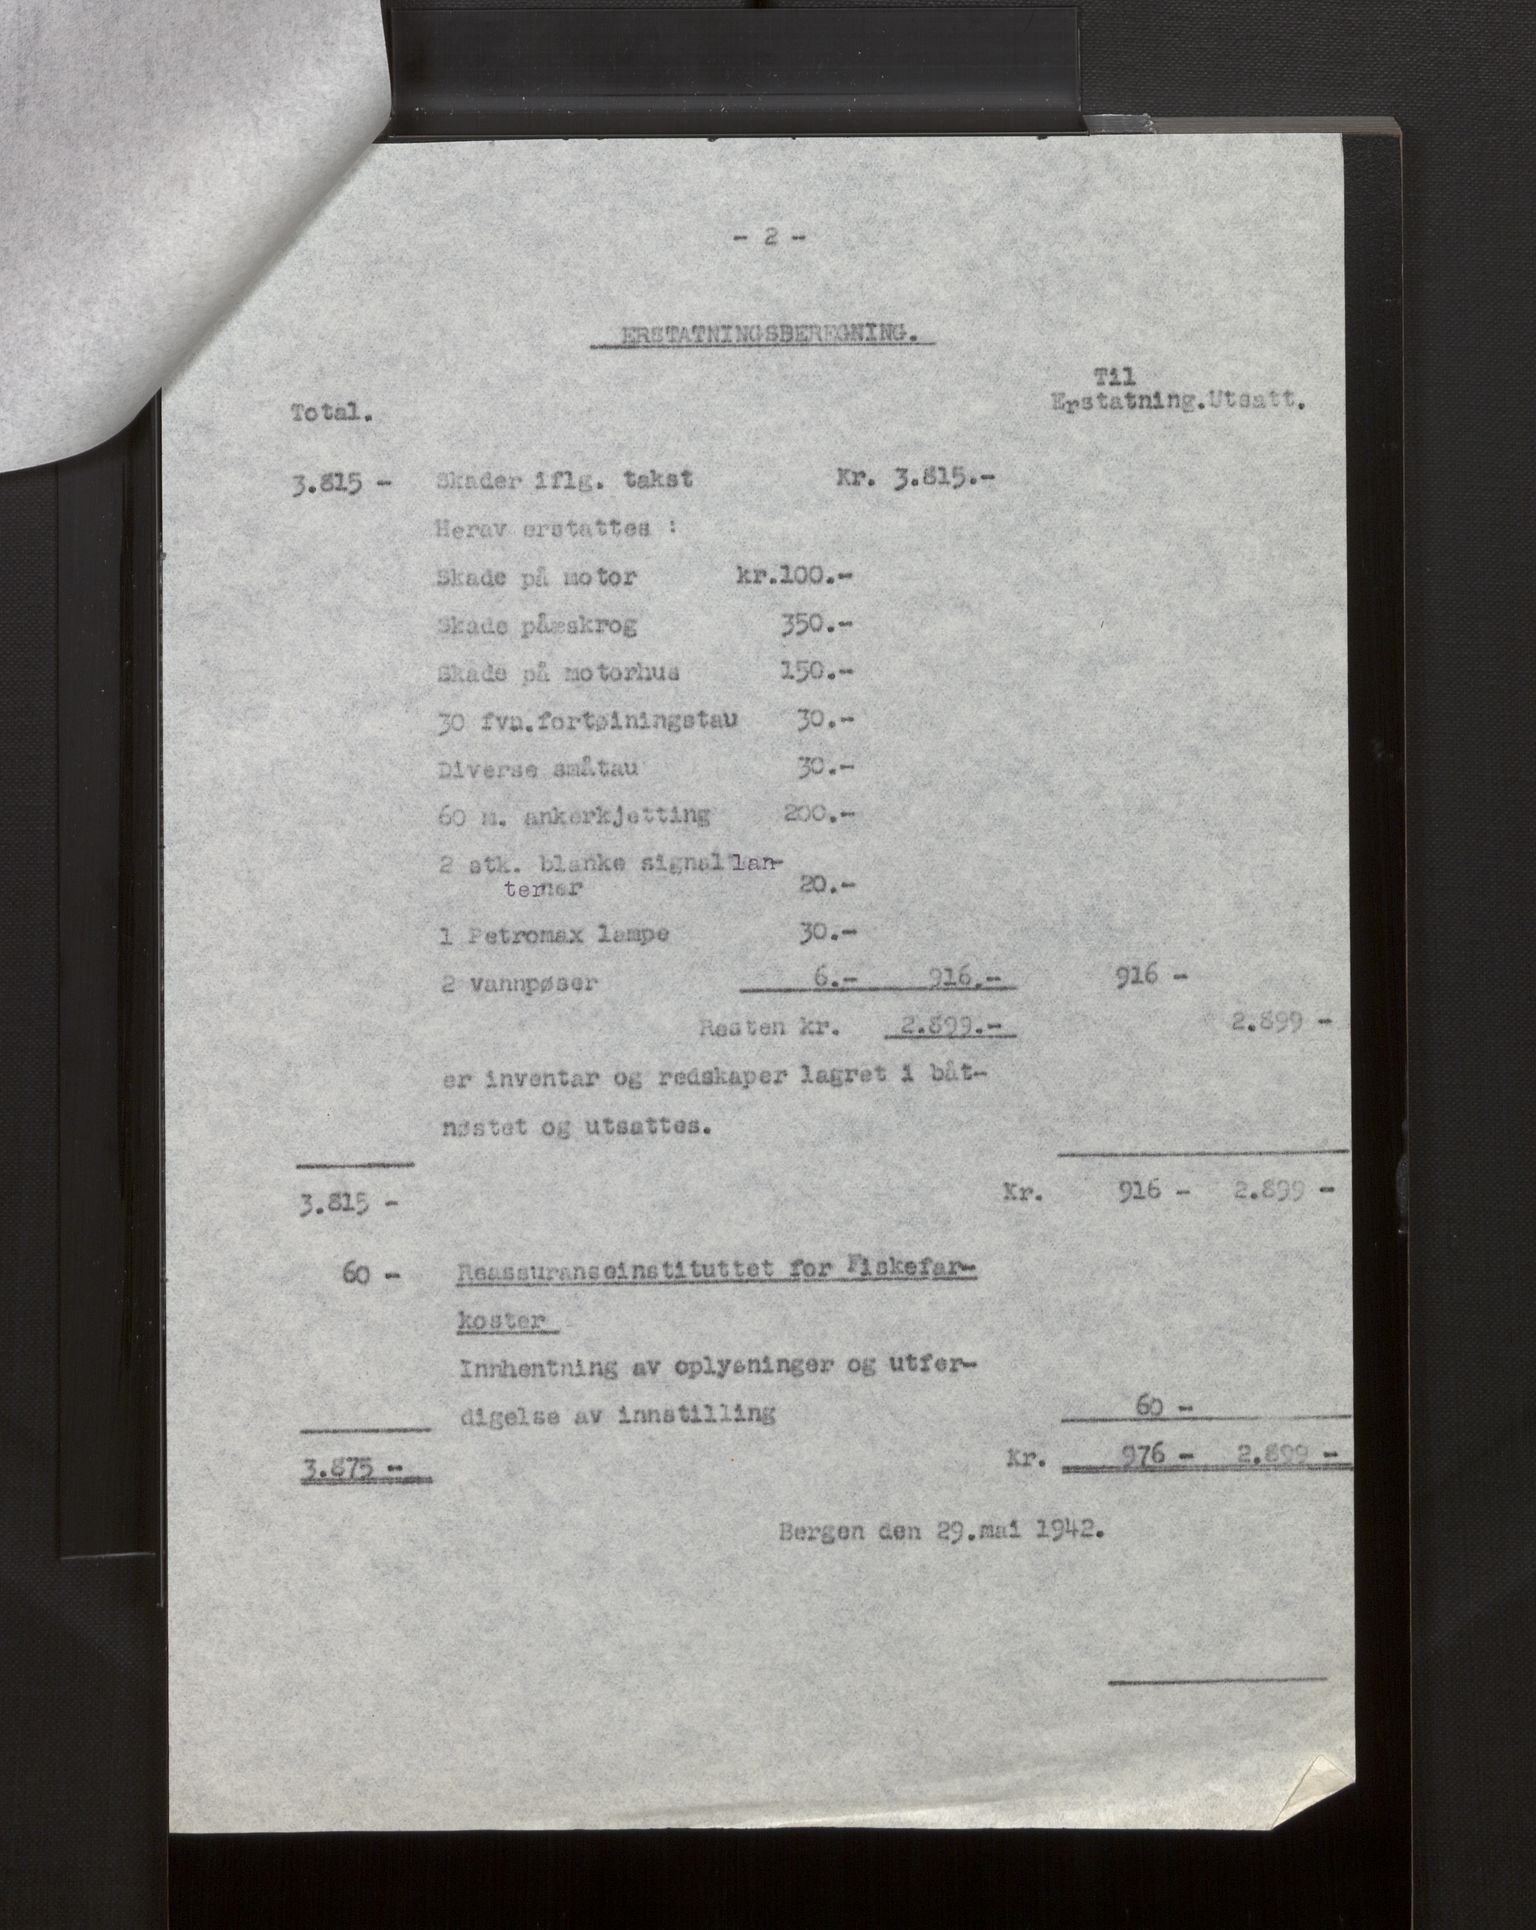 - 2 -
ERSTATNINGSBEREGNING.
Til
Total. Erstatning. Utsatt.
3.815 - Skader iflg. takst Kr. 3.815.-
Herav erstattes :
Skade på motor kr.100.-
Skade påæskrog 350.-
Skade på motorhus 150.-
30 fvn.fortøiningstau 30.-
Diverse småtau 30.-
60 m. ankerkjetting 200.-
2 stk. blanke signallan-
terner 20.-
1 Petromax lampe 30.-
2 vannpøser 6.- 916.- 916 -
Resten kr. 2.899.- 2.899 -
er inventar og redskaper lagret i båt-
nøstet og utsattes.
3.815 - Kr. 916 - 2.899 -
60 - Reassuranseinstituttet for Fiskefar-
koster
Innhentning av oplysninger og utfer-
digelse av innstilling 60 -
3.875 - Kr. 976 - 2.899 -
Bergen den 29.mai 1942.